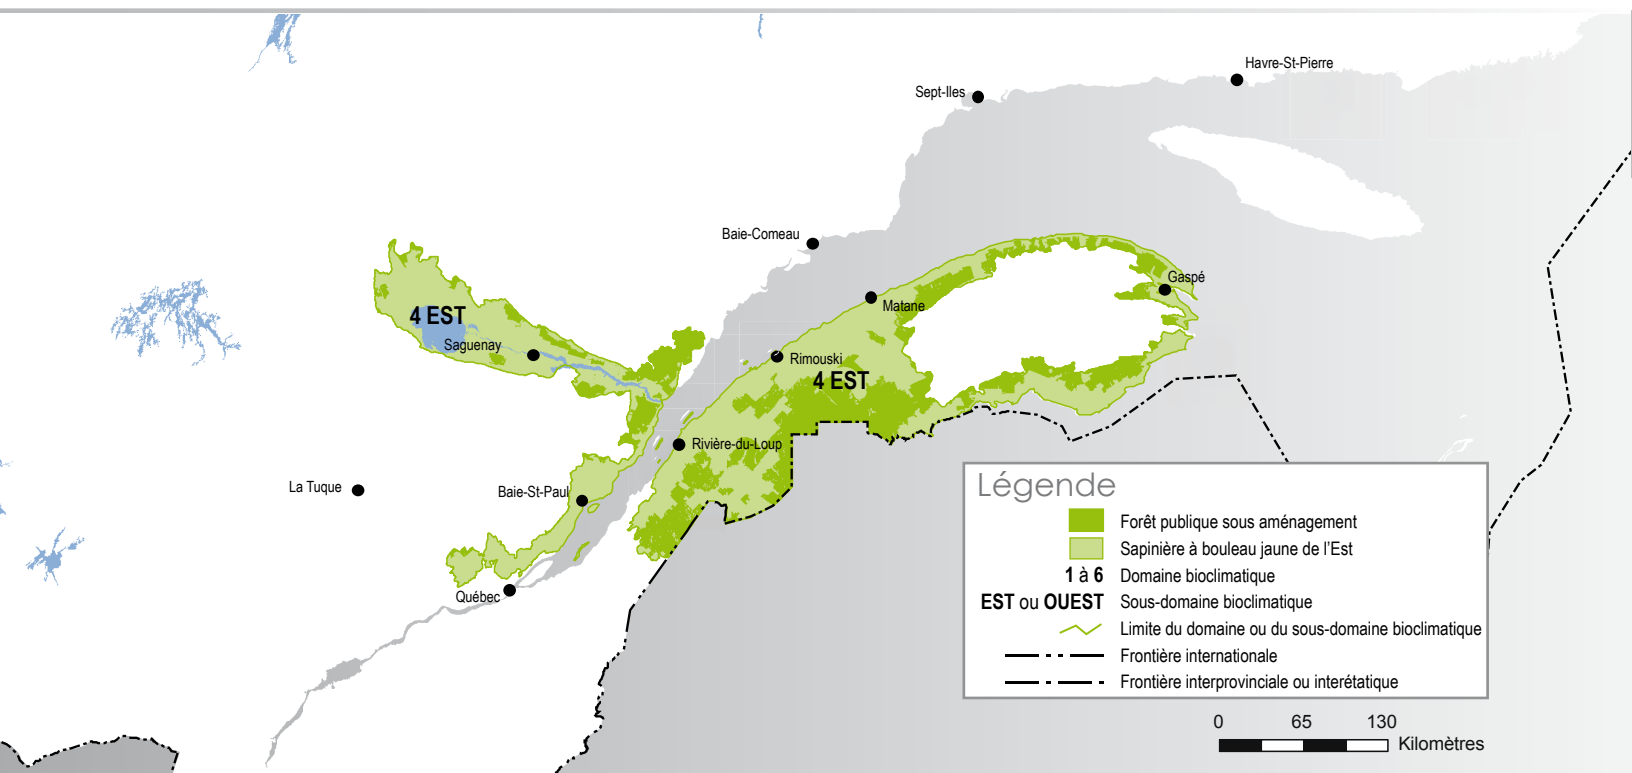 Havre-St-Pierre
Sept-Iles
Baie-Comeau
Gaspé
Matane
4 EST
Saguenay
Rimouski
4 EST
Rivière-du-Loup
La Tuque
Baie-St-Paul
Québec
Légende
Forêt publique sous aménagement
Sapinière à bouleau jaune de l'Est
1 à 6 Domaine bioclimatique
EST ou OUEST Sous-domaine bioclimatique
Limite du domaine ou du sous-domaine bioclimatique
Frontière internationale
Frontière interprovinciale ou interétatique
0 65 130
Kilomètres